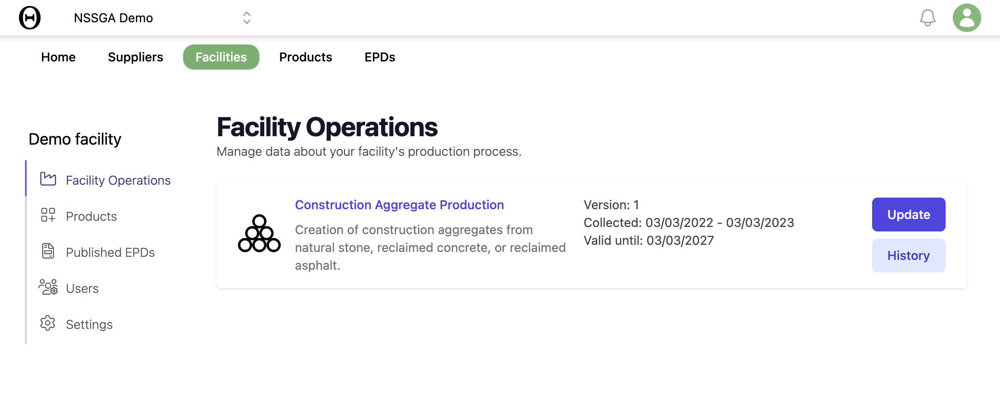 NSSGA Demo
Home
Suppliers
Facilities
Products
EPDs
Demo facility
Facility Operations
Products
Published EPDs
Users
Settings
Facility Operations
Manage data about your facility's production process.
Construction Aggregate Production
Creation of construction aggregates from
natural stone, reclaimed concrete, or reclaimed
asphalt.
Version: 1
Collected: 03/03/2022 - 03/03/2023
Valid until: 03/03/2027
Update
History